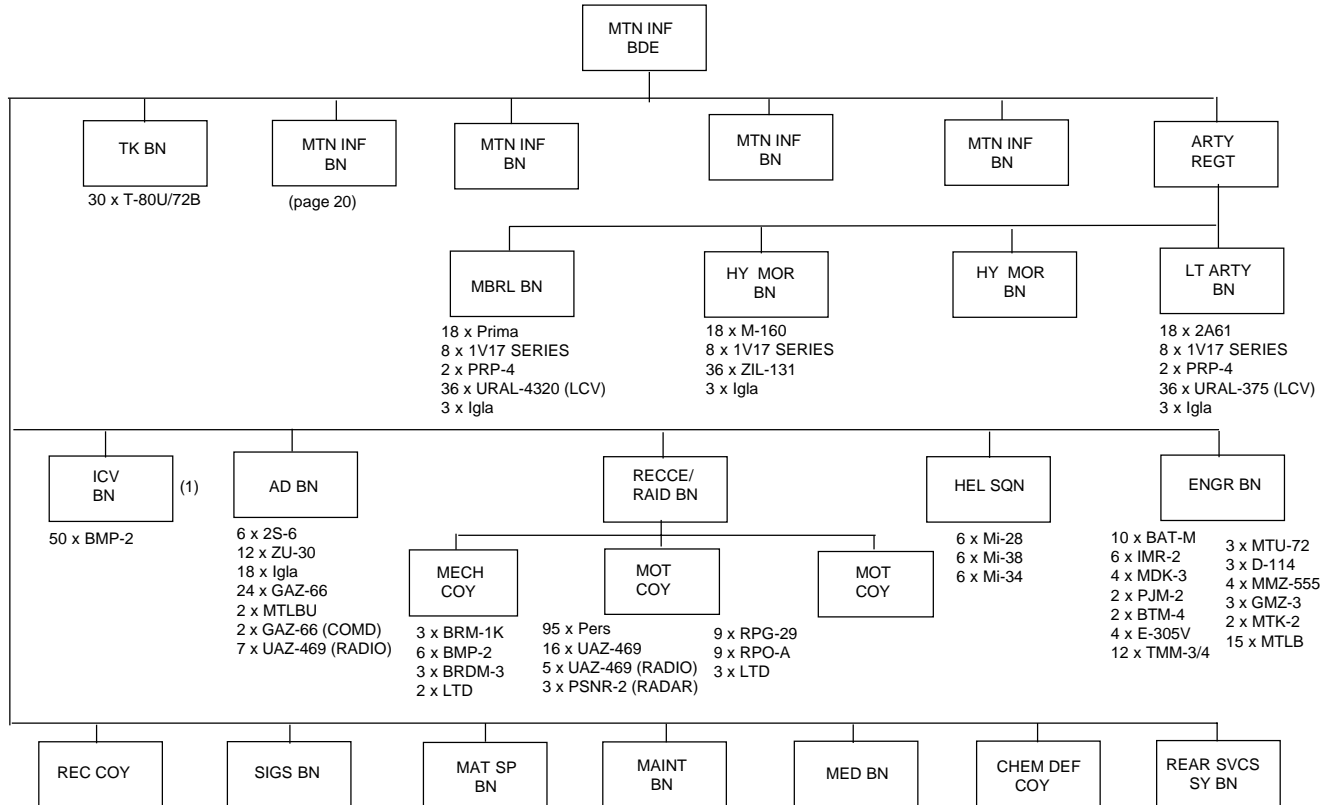 MTN INF
BDE
TK BN
30 x T-80U/72B
MTN INF
BN
(page 20)
MTN INF
BN
MTN INF
BN
MTN INF
BN
ARTY
REGT
MBRL BN
18 x Prima
8 x 1V17 SERIES
2 x PRP-4
36 x URAL-4320 (LCV)
3 x Igla
HY MOR
BN
18 x M-160
8 x 1V17 SERIES
36 x ZIL-131
3 x Igla
HY MOR
BN
LT ARTY
BN
18 x 2A61
8 x 1V17 SERIES
2 x PRP-4
36 x URAL-375 (LCV)
3 x Igla
ICV
BN
(1)
50 x BMP-2
AD BN
6 x 2S-6
12 x ZU-30
18 x Igla
24 x GAZ-66
2 x MTLBU
2 x GAZ-66 (COMD)
7 x UAZ-469 (RADIO)
RECCE/
RAID BN
MECH
COY
3 x BRM-1K
6 x BMP-2
3 x BRDM-3
2 x LTD
MOT
COY
95 x Pers
16 x UAZ-469
5 x UAZ-469 (RADIO)
3 x PSNR-2 (RADAR)
9 x RPG-29
9 x RPO-A
3 x LTD
MOT
COY
HEL SQN
6 x Mi-28
6 x Mi-38
6 x Mi-34
ENGR BN
10 x BAT-M
6 x IMR-2
4 x MDK-3
2 x PJM-2
2 x BTM-4
4 x E-305V
12 x TMM-3/4
3 x MTU-72
3 x D-114
4 x MMZ-555
3 x GMZ-3
2 x MTK-2
15 x MTLB
REC COY
SIGS BN
MAT SP
BN
MAINT
BN
MED BN
CHEM DEF
COY
REAR SVCS
SY BN